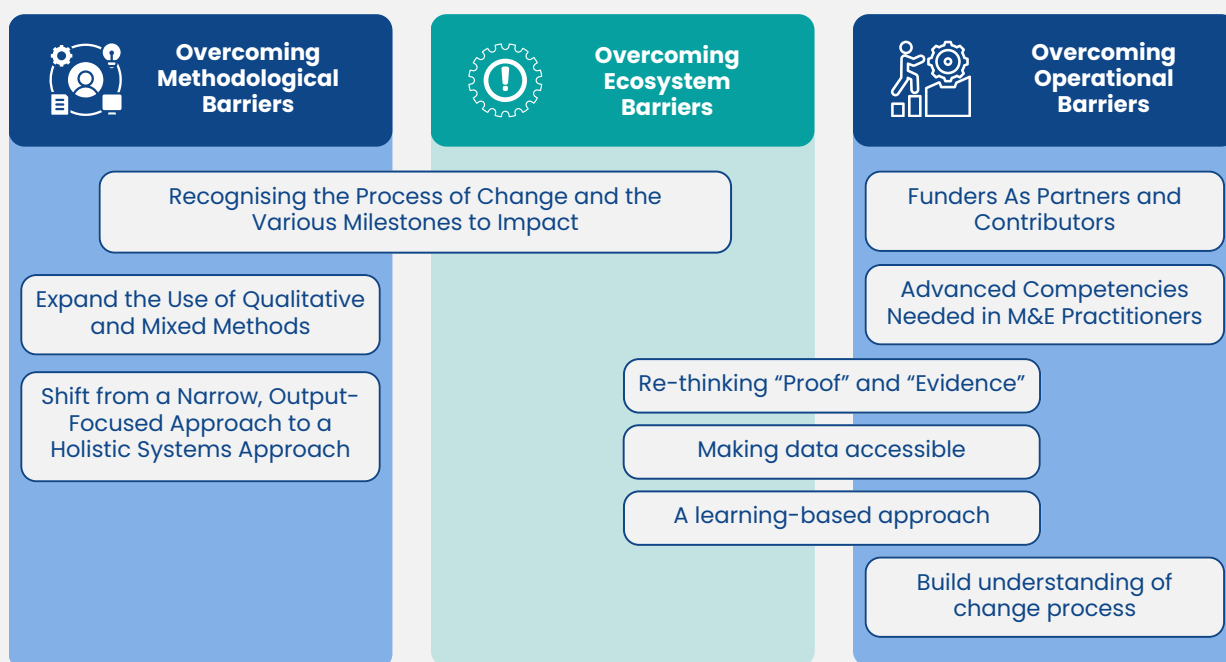 Overcoming
Methodological
Barriers
Overcoming
Ecosystem
Barriers
Overcoming
Operational
Barriers
Recognising the Process of Change and the
Various Milestones to Impact
Funders As Partners and
Contributors
Expand the Use of Qualitative
and Mixed Methods
Advanced Competencies
Needed in M&E Practitioners
Shift from a Narrow, Output-
Focused Approach to a
Holistic Systems Approach
Re-thinking “Proof” and “Evidence”
Making data accessible
A learning-based approach
Build understanding of
change process